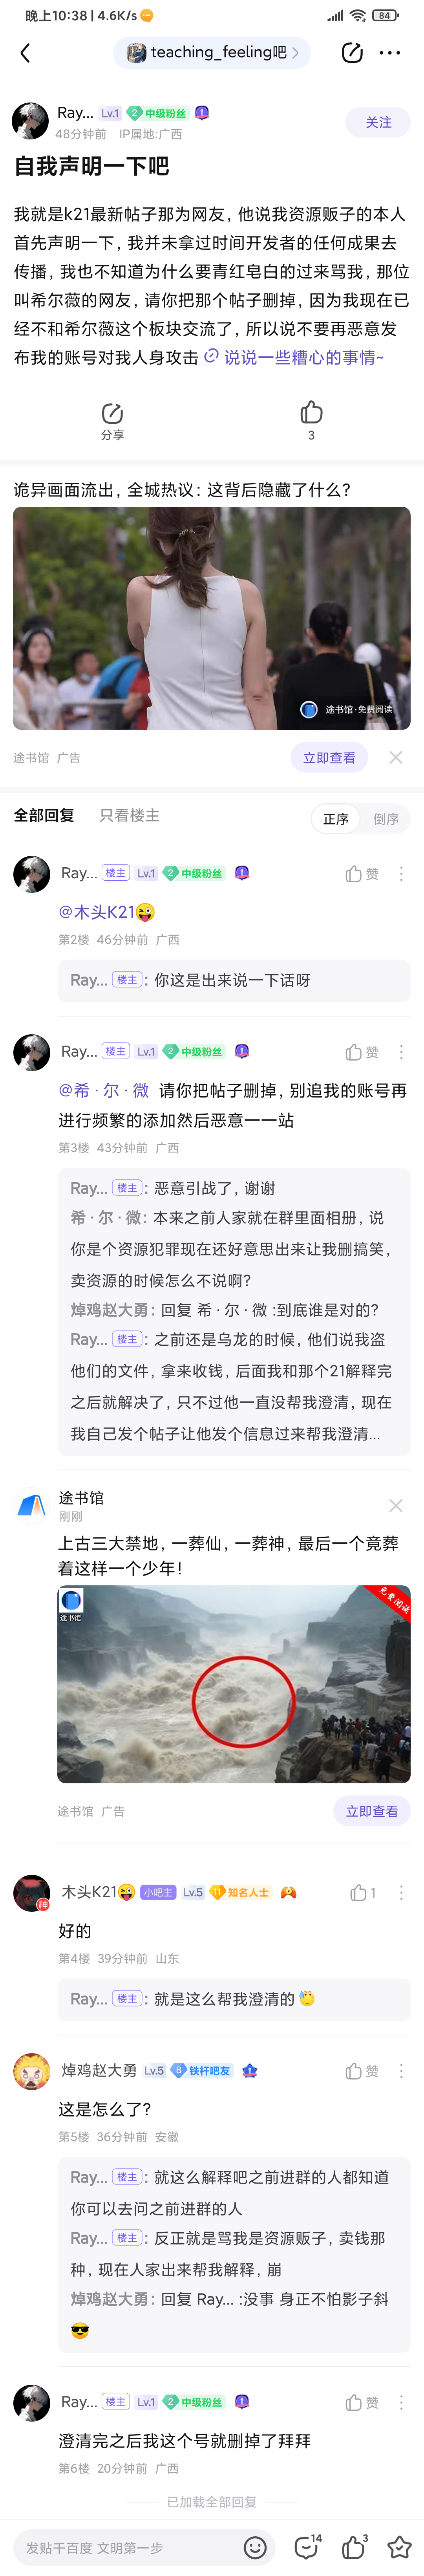 晚上10:38 | 4.6K/s
84
teaching_feeling吧
Ray... Lv.1 2 中级粉丝
48分钟前 IP属地:广西
关注
自我声明一下吧
我就是k21最新帖子那为网友，他说我资源贩子的本人
首先声明一下，我并未拿过时间开发者的任何成果去
传播，我也不知道为什么要青红皂白的过来骂我，那位
叫希尔薇的网友，请你把那个帖子删掉，因为我现在已
经不和希尔薇这个板块交流了，所以说不要再恶意发
布我的账号对我人身攻击 说说一些糟心的事情~
分享
3
诡异画面流出，全城热议：这背后隐藏了什么？
途书馆·免费阅读
途书馆 广告
立即查看
全部回复 只看楼主
正序 倒序
Ray... 楼主 Lv.1 2 中级粉丝
赞
@木头K21😜
第2楼 46分钟前 广西
Ray... 楼主：你这是出来说一下话呀
Ray... 楼主 Lv.1 2 中级粉丝
赞
@希·尔·微 请你把帖子删掉，别追我的账号再
进行频繁的添加然后恶意一一站
第3楼 43分钟前 广西
Ray... 楼主：恶意引战了，谢谢
希·尔·微：本来之前人家就在群里面相册，说
你是个资源犯罪现在还好意思出来让我删搞笑，
卖资源的时候怎么不说啊？
焯鸡赵大勇：回复 希·尔·微 :到底谁是对的?
Ray... 楼主：之前还是乌龙的时候，他们说我盗
他们的文件，拿来收钱，后面我和那个21解释完
之后就解决了，只不过他一直没帮我澄清，现在
我自己发个帖子让他发个信息过来帮我澄清...
途书馆
刚刚
上古三大禁地，一葬仙，一葬神，最后一个竟葬
着这样一个少年！
途书馆
免费阅读
途书馆 广告
立即查看
木头K21😜 小吧主 Lv.5 11 知名人士
1
好的
第4楼 39分钟前 山东
Ray... 楼主：就是这么帮我澄清的
焯鸡赵大勇 Lv.5 8 铁杆吧友
赞
这是怎么了?
第5楼 36分钟前 安徽
Ray... 楼主：就这么解释吧之前进群的人都知道
你可以去问之前进群的人
Ray... 楼主：反正就是骂我是资源贩子，卖钱那
种，现在人家出来帮我解释，崩
焯鸡赵大勇：回复 Ray... :没事 身正不怕影子斜
😎
Ray... 楼主 Lv.1 2 中级粉丝
赞
澄清完之后我这个号就删掉了拜拜
第6楼 20分钟前 广西
已加载全部回复
发贴千百度 文明第一步
14
3